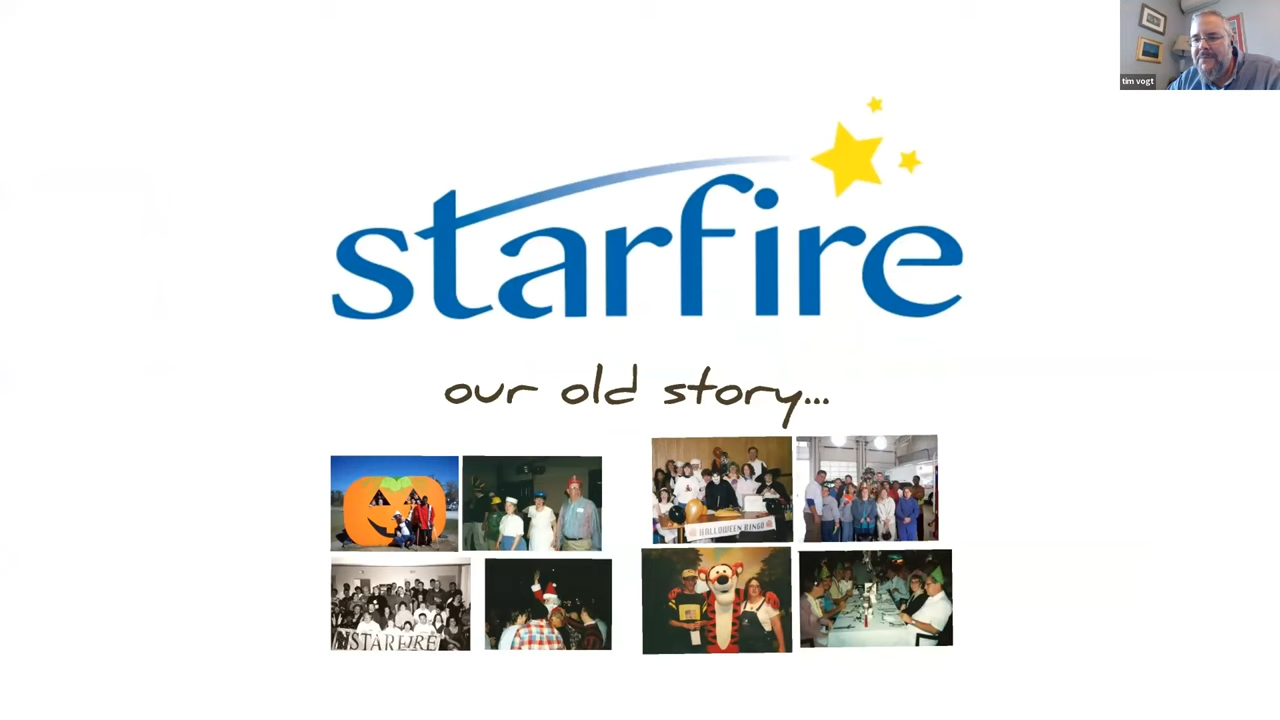 tim vogt
starfire
our old story...
HALLOWEEN BINGO
STARFIRE